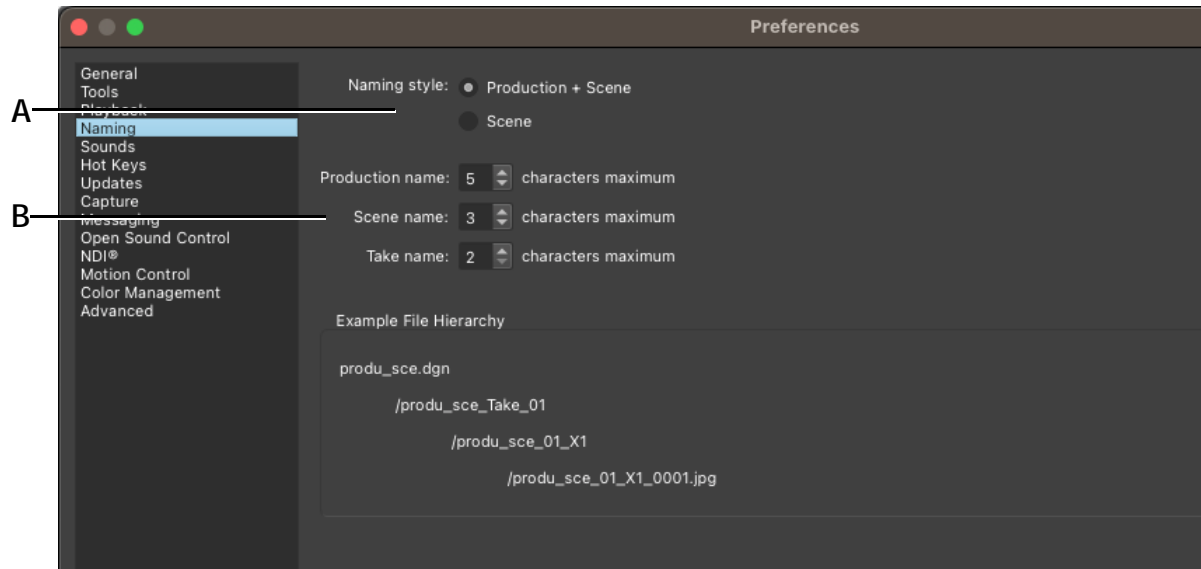 Preferences
General
Tools
Playback
Naming
Sounds
Hot Keys
Updates
Capture
Messaging
Open Sound Control
NDI®
Motion Control
Color Management
Advanced
A
B
Naming style: Production + Scene
Scene
Production name: 5 characters maximum
Scene name: 3 characters maximum
Take name: 2 characters maximum
Example File Hierarchy
produ_sce.dgn
/produ_sce_Take_01
/produ_sce_01_X1
/produ_sce_01_X1_0001.jpg